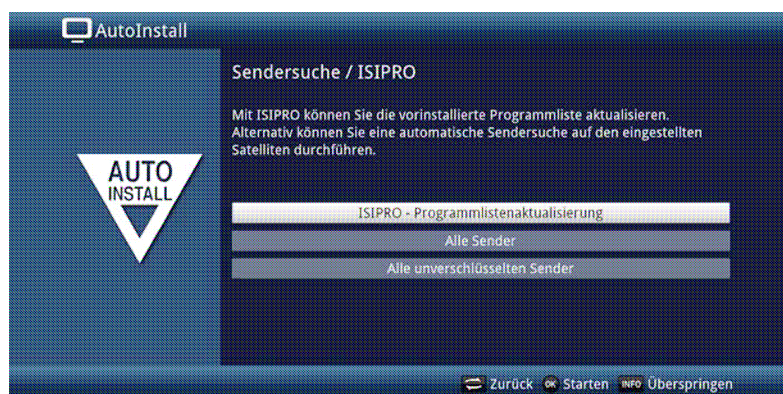 AutoInstall
Sendersuche / ISIPRO
Mit ISIPRO können Sie die vorinstallierte Programmliste aktualisieren.
Alternativ können Sie eine automatische Sendersuche auf den eingestellten
Satelliten durchführen.
AUTO
INSTALL
ISIPRO - Programmlistenaktualisierung
Alle Sender
Alle unverschlüsselten Sender
Zurück OK Starten INFO Überspringen